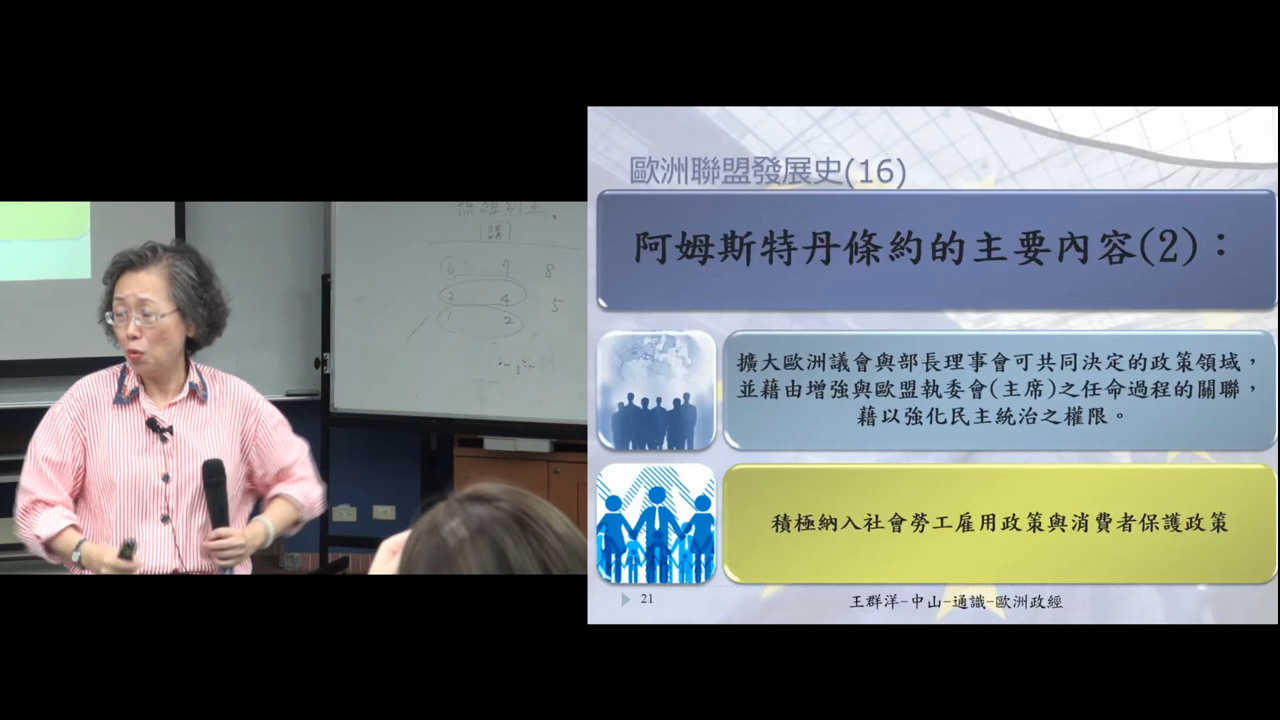 歐洲聯盟發展史(16)
阿姆斯特丹條約的主要內容(2)：
擴大歐洲議會與部長理事會可共同決定的政策領域，
並藉由增強與歐盟執委會(主席)之任命過程的關聯，
藉以強化民主統治之權限。
積極納入社會勞工雇用政策與消費者保護政策
21
王群洋-中山-通識-歐洲政經
6 7 8
3 4 5
1 2